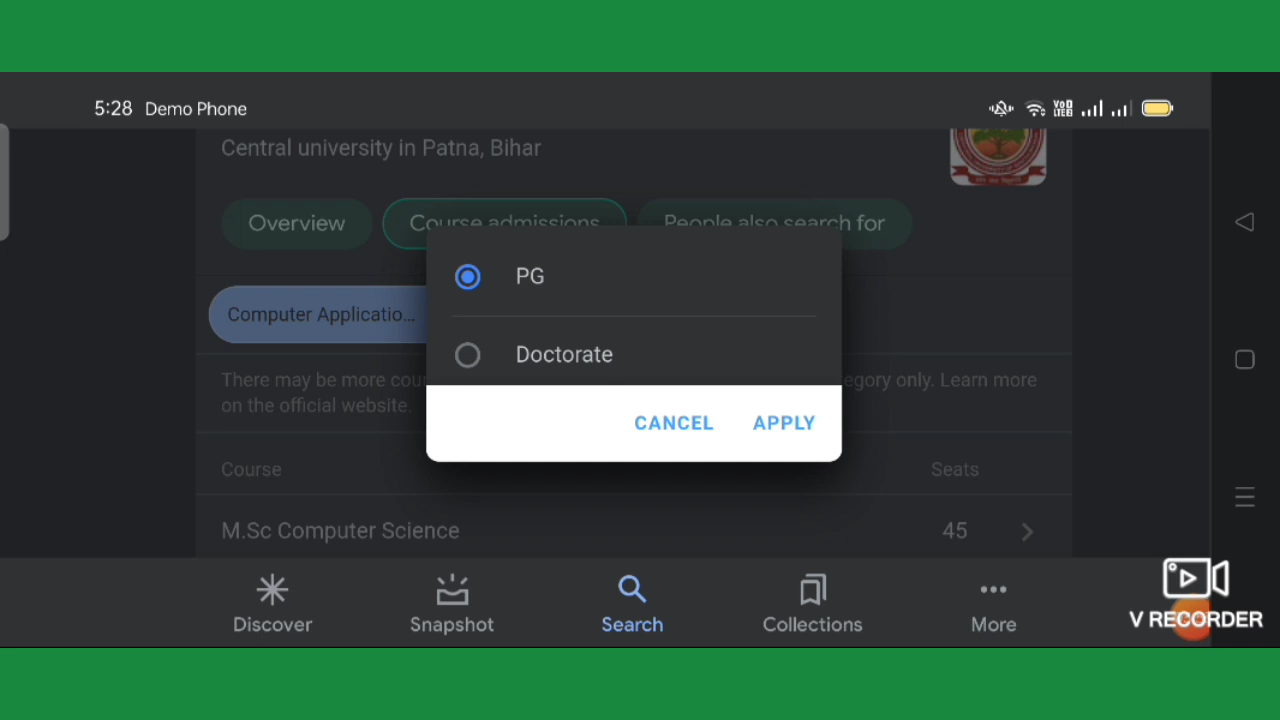 5:28 Demo Phone
Central university in Patna, Bihar
Overview
Course admissions
People also search for
PG
Computer Applicatio...
Doctorate
There may be more cou
egory only. Learn more
on the official website.
CANCEL
APPLY
Course
Seats
M.Sc Computer Science
45
Discover
Snapshot
Search
Collections
More
V RECORDER